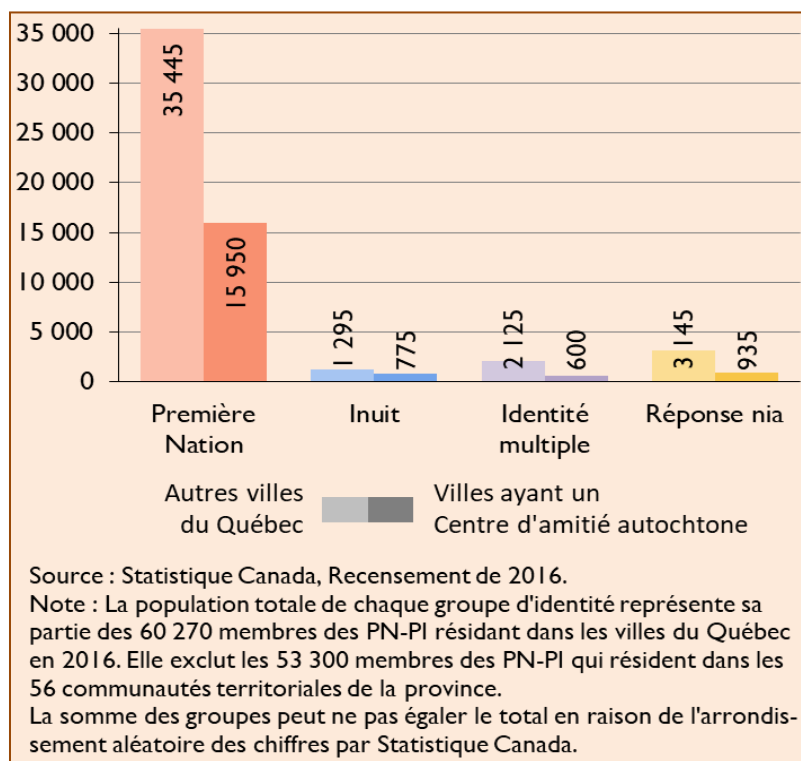 35 000
30 000
25 000
20 000
15 000
10 000
5 000
0
35 445
15 950
1 295
775
2 125
600
3 145
935
Première
Nation
Inuit
Identité
multiple
Réponse nia
Autres villes
du Québec
Villes ayant un
Centre d'amitié autochtone
Source : Statistique Canada, Recensement de 2016.
Note : La population totale de chaque groupe d'identité représente sa
partie des 60 270 membres des PN-PI résidant dans les villes du Québec
en 2016. Elle exclut les 53 300 membres des PN-PI qui résident dans les
56 communautés territoriales de la province.
La somme des groupes peut ne pas égaler le total en raison de l'arrondis-
sement aléatoire des chiffres par Statistique Canada.